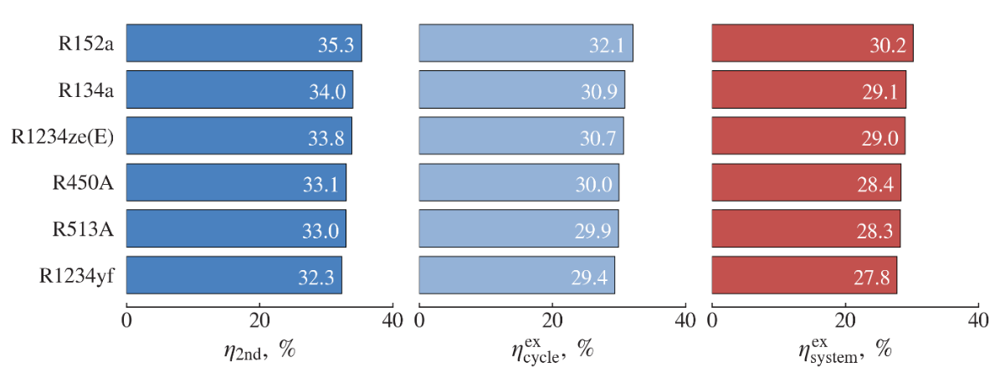 R152a 35.3 32.1 30.2
R134a 34.0 30.9 29.1
R1234ze(E) 33.8 30.7 29.0
R450A 33.1 30.0 28.4
R513A 33.0 29.9 28.3
R1234yf 32.3 29.4 27.8
0 20 40 0 20 40 0 20 40
η2nd, % η^ex_cycle, % η^ex_system, %